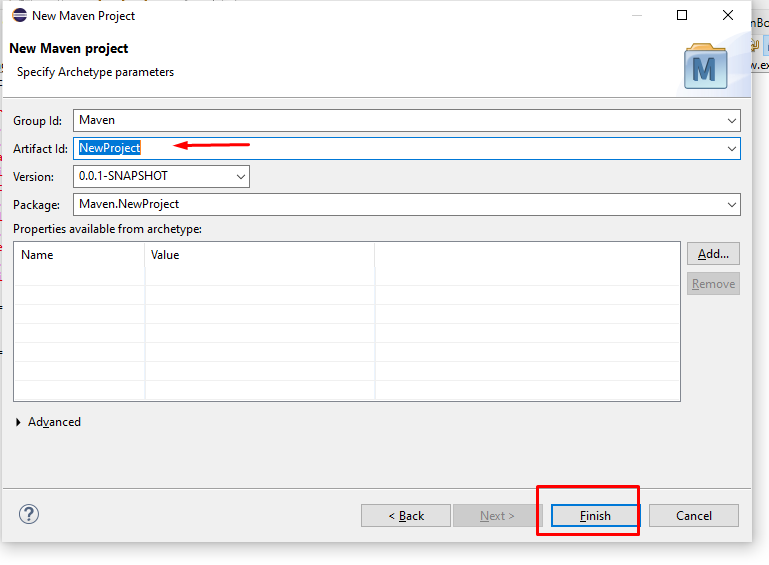 New Maven Project
New Maven project
Specify Archetype parameters
M
Group Id: Maven
Artifact Id: NewProject
Version: 0.0.1-SNAPSHOT
Package: Maven.NewProject
Properties available from archetype:
Name Value
Add...
Remove
Advanced
? < Back Next > Finish Cancel